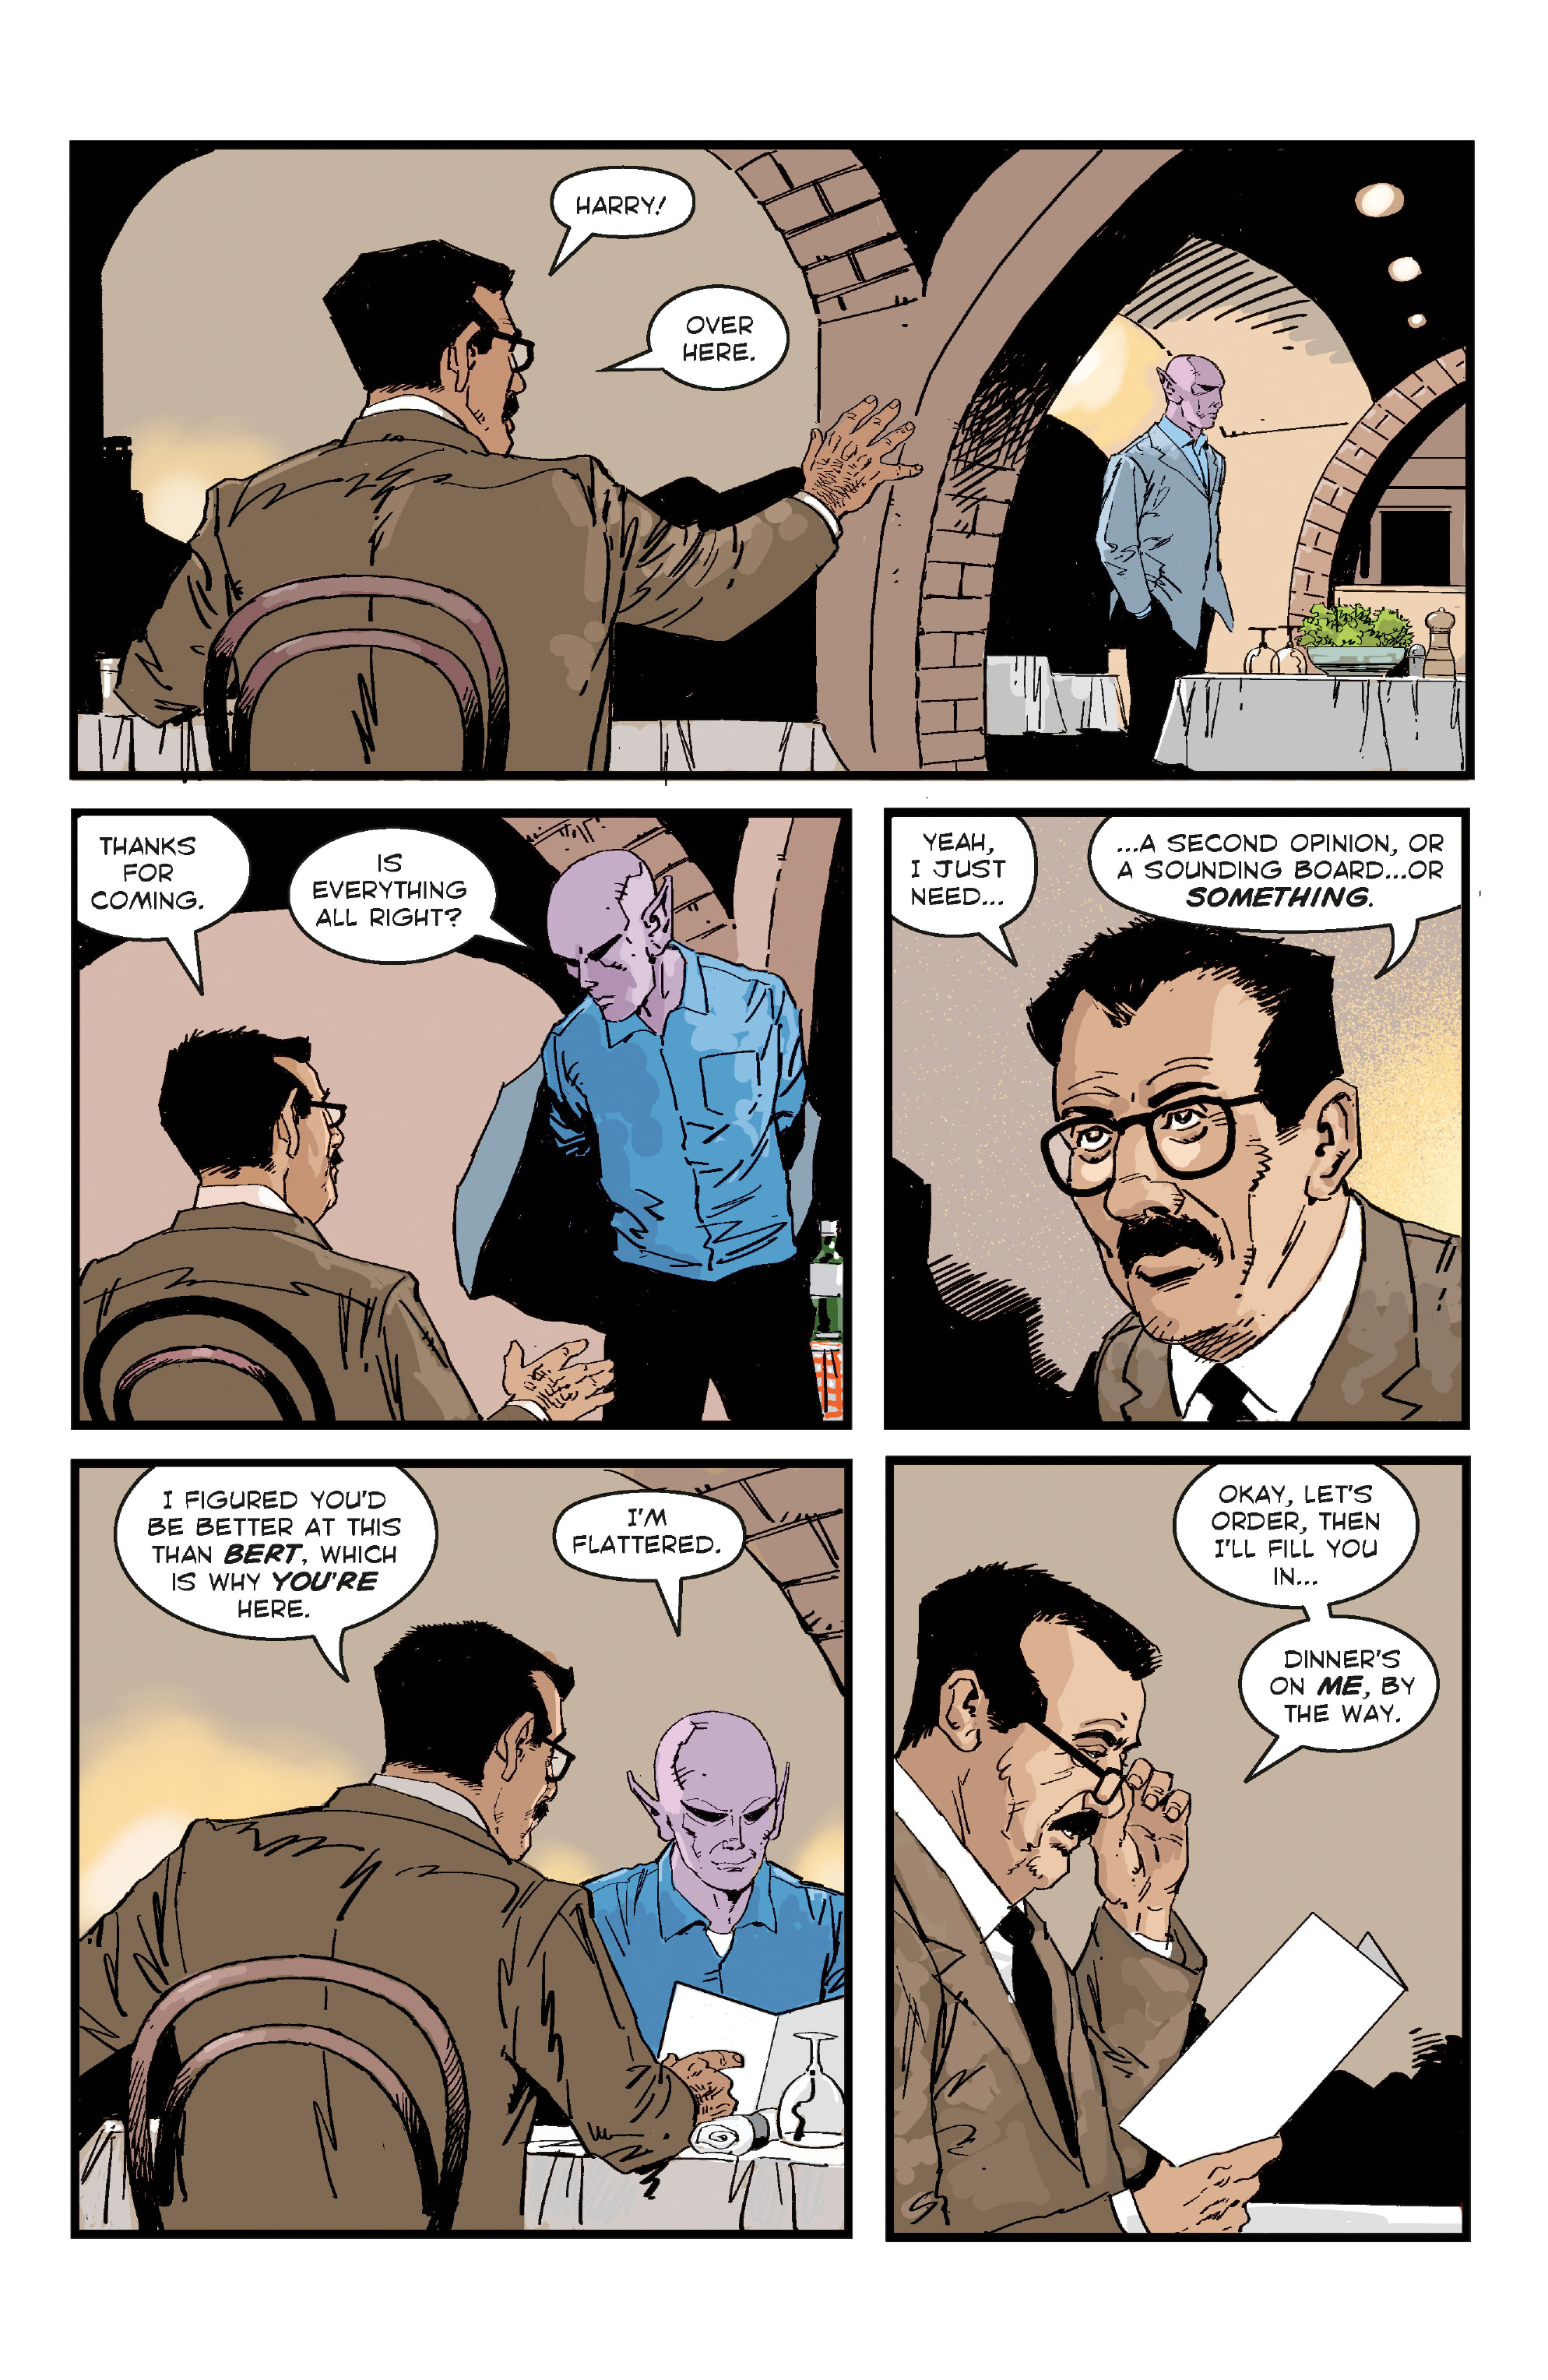 HARRY!
OVER
HERE.
THANKS
FOR
COMING.
IS
EVERYTHING
ALL RIGHT?
YEAH,
I JUST
NEED...
...A SECOND OPINION, OR
A SOUNDING BOARD...OR
SOMETHING.
I FIGURED YOU'D
BE BETTER AT THIS
THAN BERT, WHICH
IS WHY YOU'RE
HERE.
I'M
FLATTERED.
OKAY, LET'S
ORDER, THEN
I'LL FILL YOU
IN...
DINNER'S
ON ME, BY
THE WAY.